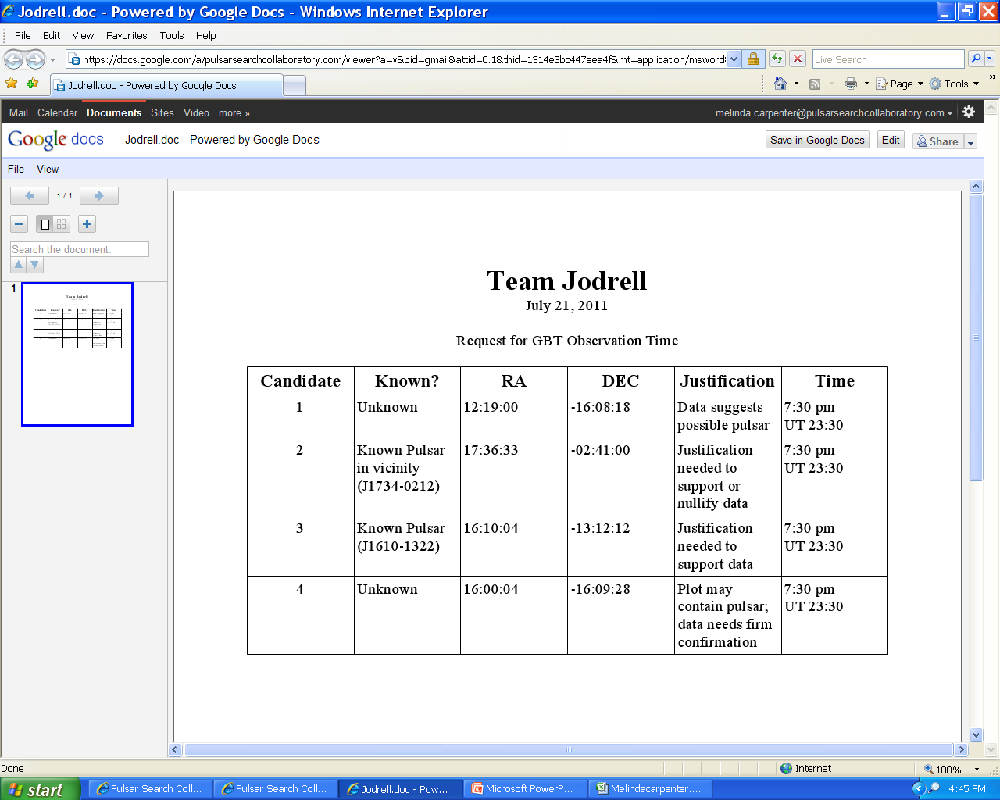 Jodrell.doc - Powered by Google Docs - Windows Internet Explorer
File Edit View Favorites Tools Help
https://docs.google.com/a/pulsarsearchcollaboratory.com/viewer?a=v&pid=gmail&attid=0.1&thid=1314e3bc447eea4f&mt=application/msword
Live Search
Jodrell.doc - Powered by Google Docs
Page Tools »
Mail Calendar Documents Sites Video more »
melinda.carpenter@pulsarsearchcollaboratory.com
Google docs Jodrell.doc - Powered by Google Docs
Save in Google Docs Edit Share
File View
1 / 1
Search the document.
1
Team Jodrell
July 21, 2011
Request for GBT Observation Time
Candidate Known? RA DEC Justification Time
1 Unknown 12:19:00 -16:08:18 Data suggests 7:30 pm
possible pulsar UT 23:30
2 Known Pulsar 17:36:33 -02:41:00 Justification 7:30 pm
in vicinity needed to UT 23:30
(J1734-0212) support or
nullify data
3 Known Pulsar 16:10:04 -13:12:12 Justification 7:30 pm
(J1610-1322) needed to UT 23:30
support data
4 Unknown 16:00:04 -16:09:28 Plot may 7:30 pm
contain pulsar; UT 23:30
data needs firm
confirmation
Done
Internet
100%
start
Pulsar Search Coll...
Pulsar Search Coll...
Jodrell.doc - Pow...
Microsoft PowerP...
Melindacarpenter....
4:45 PM